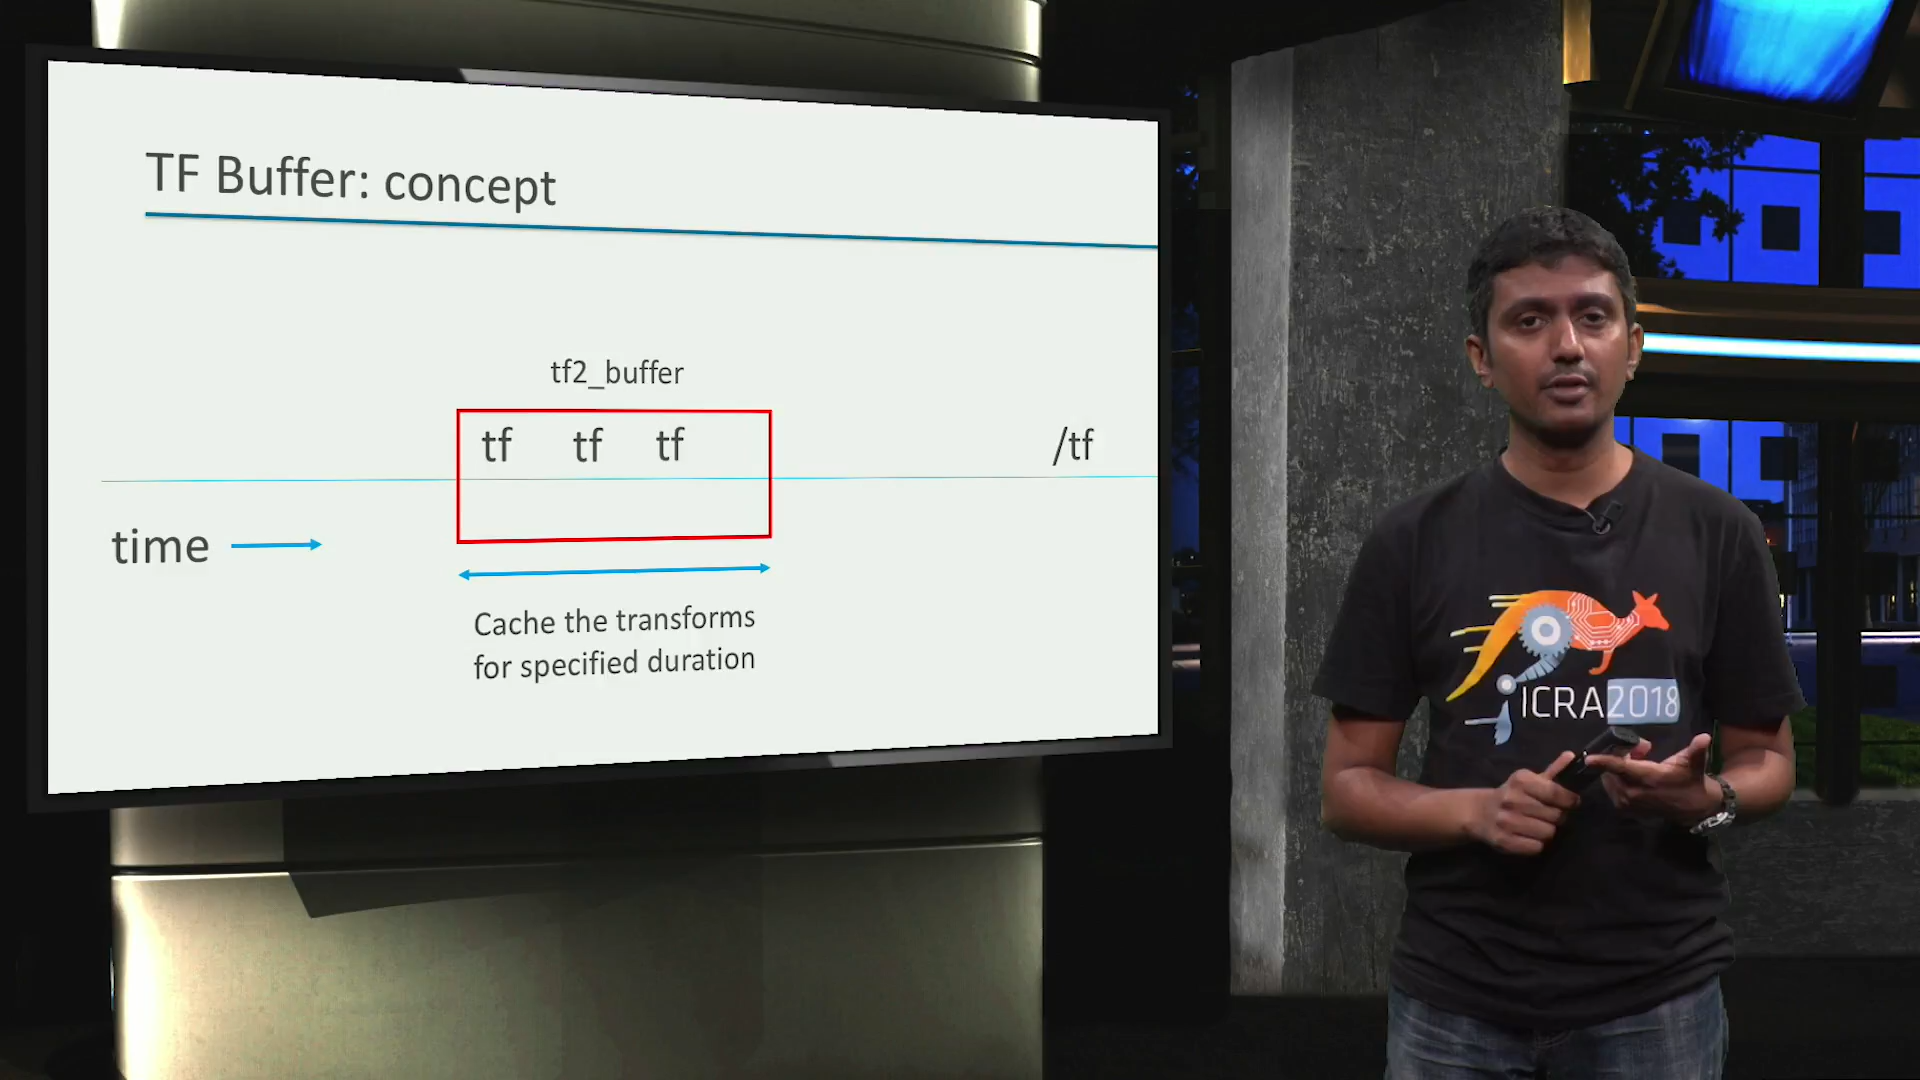 TF Buffer: concept
tf2_buffer
tf tf tf
/tf
time
Cache the transforms
for specified duration
ICRA2018